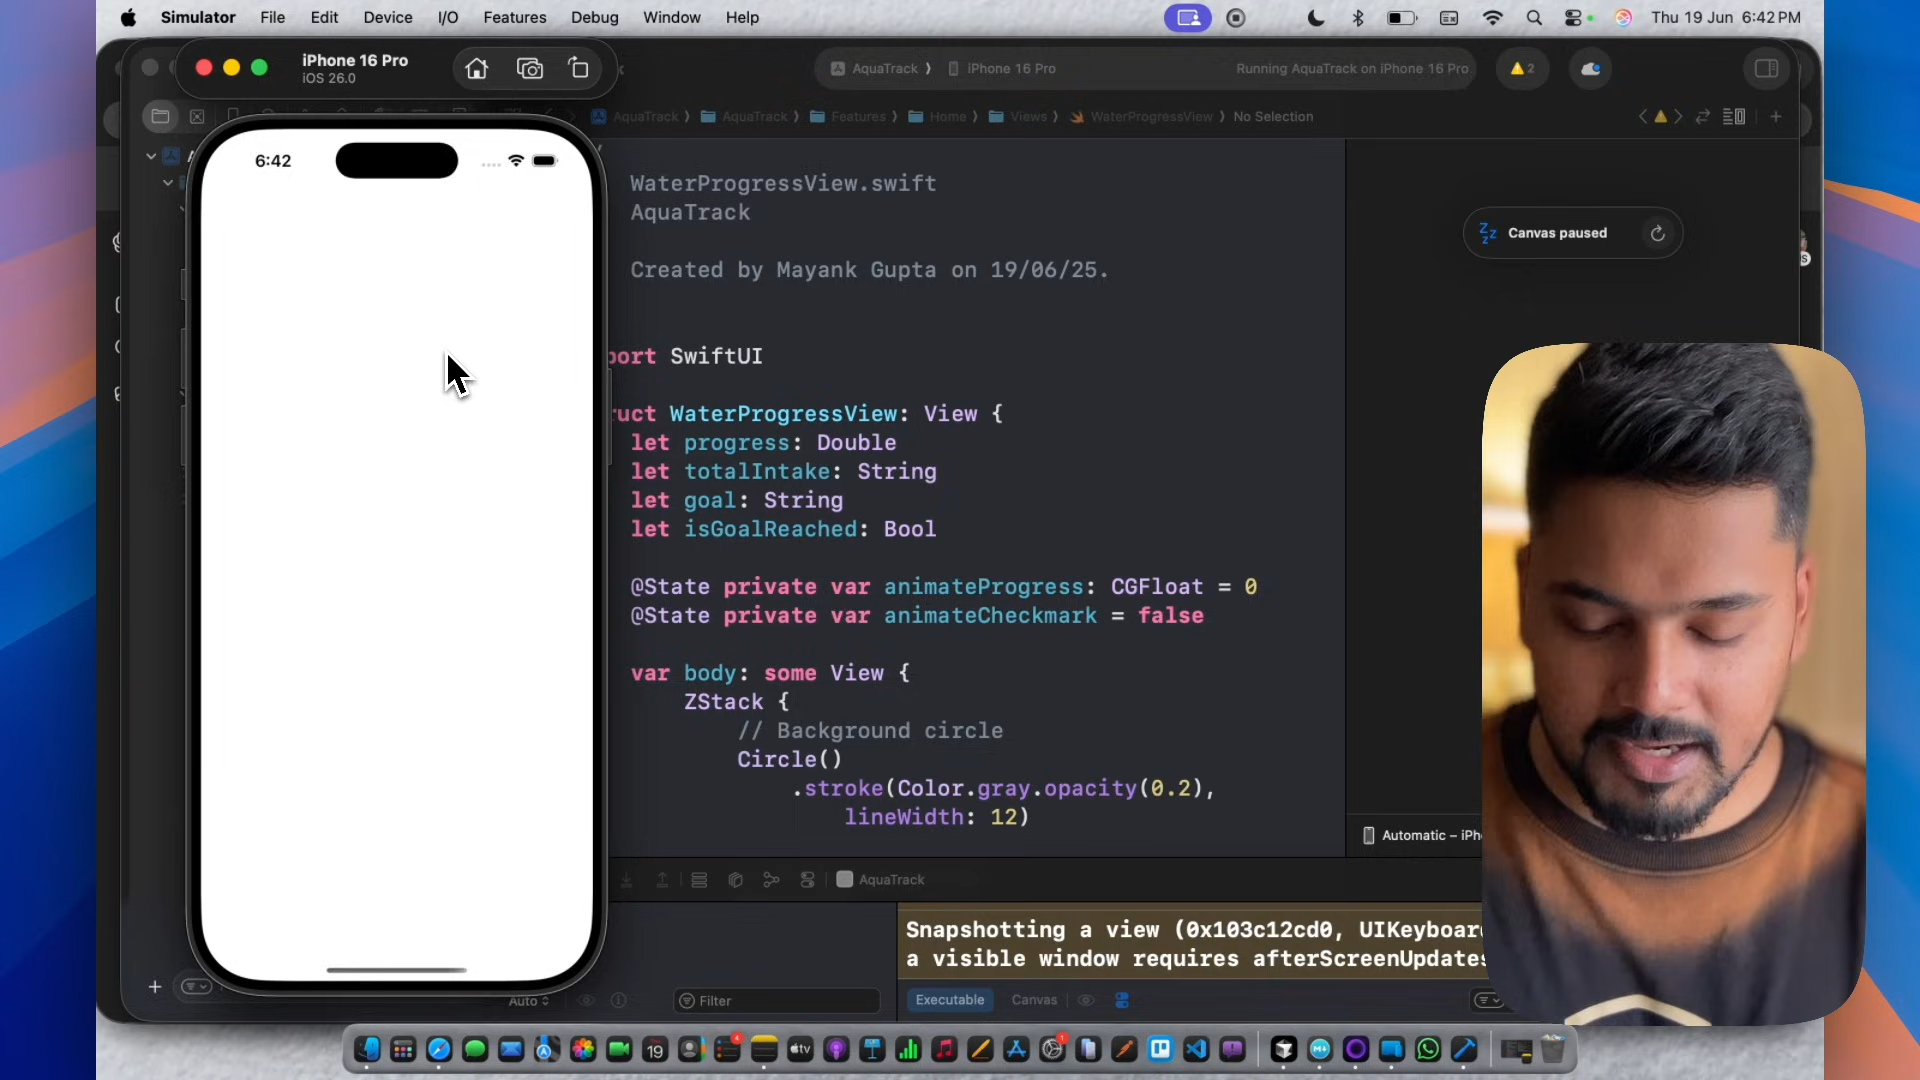 Simulator File Edit Device I/O Features Debug Window Help
Thu 19 Jun 6:42 PM
iPhone 16 Pro
iOS 26.0
AquaTrack
iPhone 16 Pro
Running AquaTrack on iPhone 16 Pro
2
AquaTrack
AquaTrack
Features
Home
Views
WaterProgressView
No Selection
6:42
WaterProgressView.swift
AquaTrack
Created by Mayank Gupta on 19/06/25.
port SwiftUI
ruct WaterProgressView: View {
let progress: Double
let totalIntake: String
let goal: String
let isGoalReached: Bool
@State private var animateProgress: CGFloat = 0
@State private var animateCheckmark = false
var body: some View {
ZStack {
// Background circle
Circle()
.stroke(Color.gray.opacity(0.2),
lineWidth: 12)
Canvas paused
Automatic – iPh
AquaTrack
Snapshotting a view (0x103c12cd0, UIKeyboar
a visible window requires afterScreenUpdates
Auto
Filter
Executable
Canvas
19
tv